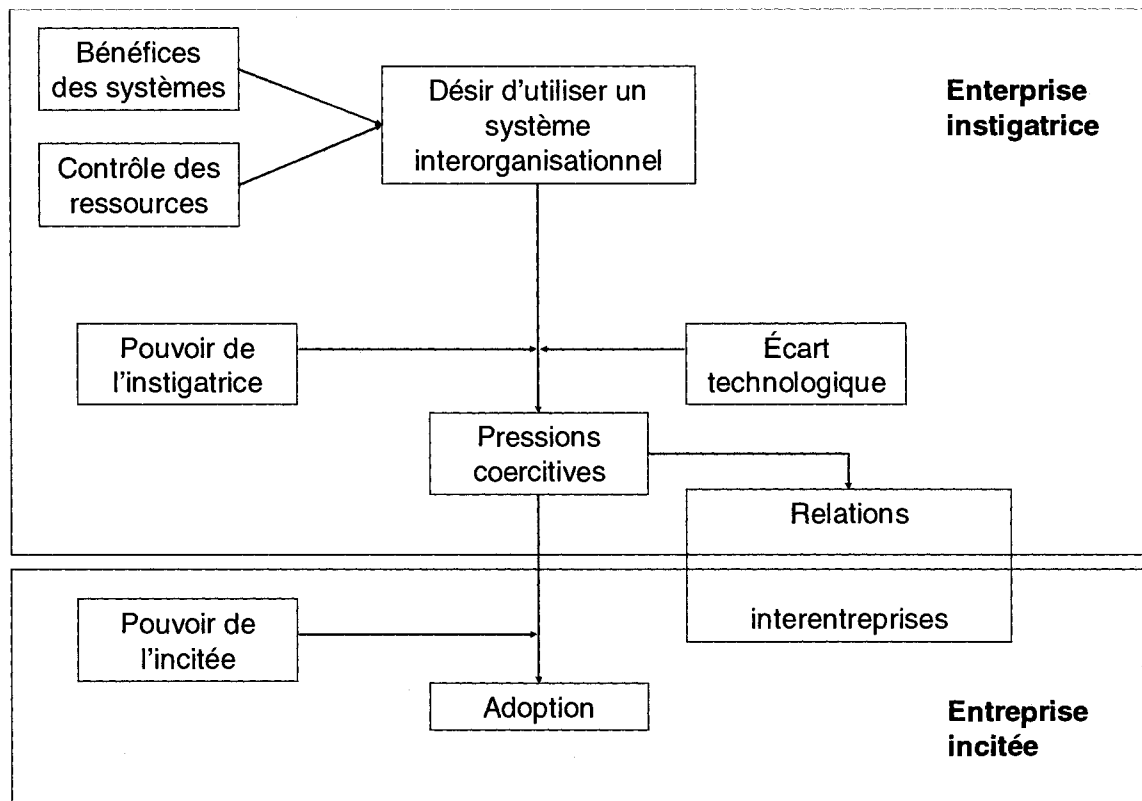 Bénéfices
des systèmes
Désir d'utiliser un
système
interorganisationnel
Enterprise
instigatrice
Contrôle des
ressources
Pouvoir de
l'instigatrice
Écart
technologique
Pressions
coercitives
Relations
interentreprises
Pouvoir de
l'incitée
Adoption
Entreprise
incitée